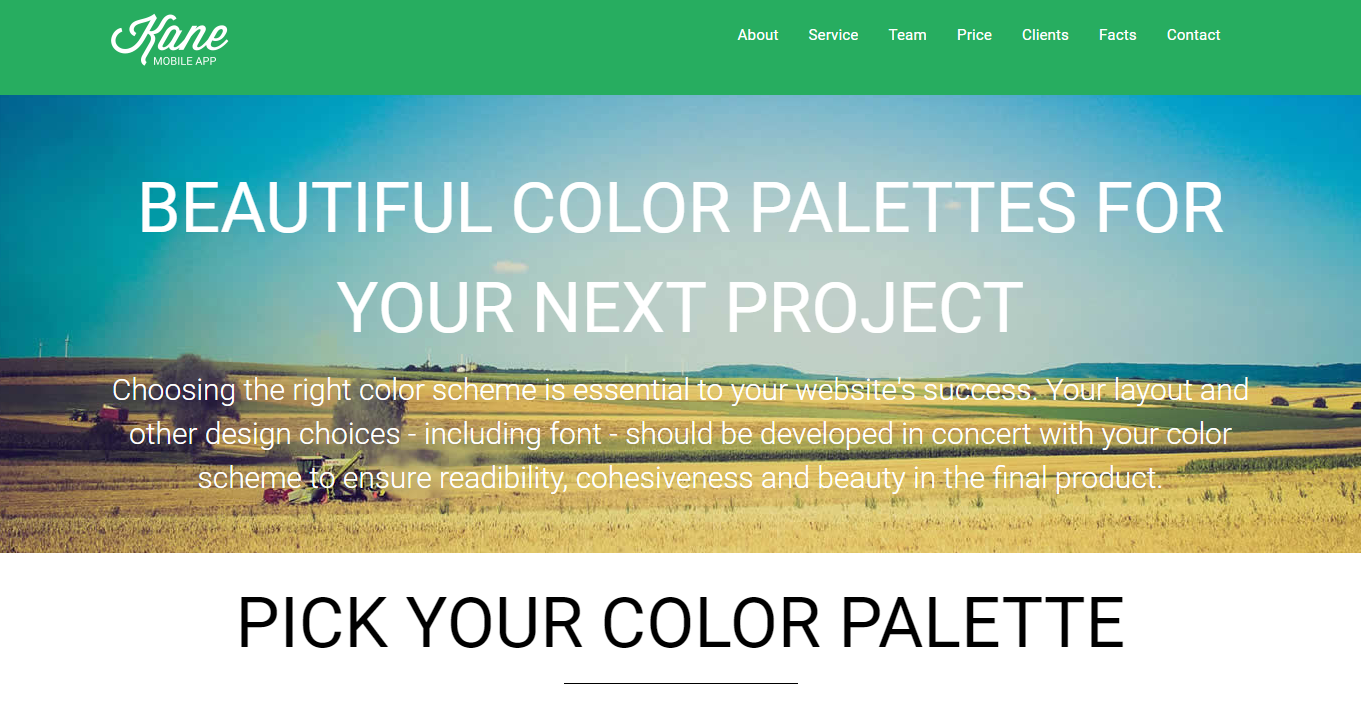 Kane
MOBILE APP
About Service Team Price Clients Facts Contact
BEAUTIFUL COLOR PALETTES FOR
YOUR NEXT PROJECT
Choosing the right color scheme is essential to your website's success. Your layout and
other design choices - including font - should be developed in concert with your color
scheme to ensure readibility, cohesiveness and beauty in the final product.
PICK YOUR COLOR PALETTE